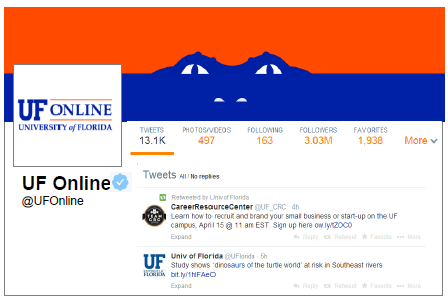 UF ONLINE
UNIVERSITY of FLORIDA
UF Online
@UFOnline
TWEETS PHOTOS/VIDEOS FOLLOWING FOLLOWERS FAVORITES
13.1K 497 163 3.03M 1,938 More
Tweets All / No replies
Retweeted by Univ of Florida
CareerResourceCenter @UF_CRC · 4h
Learn how to recruit and brand your small business or start-up on the UF
campus, April 15 @ 11 am EST. Sign up here ow.ly/tZOC0
Expand Reply Retweet Favorite More
TEAM
CRC
Univ of Florida @UFlorida · 5h
Study shows 'dinosaurs of the turtle world' at risk in Southeast rivers
bit.ly/1hlFAeO
Expand Reply Retweet Favorite More
UF
FLORIDA